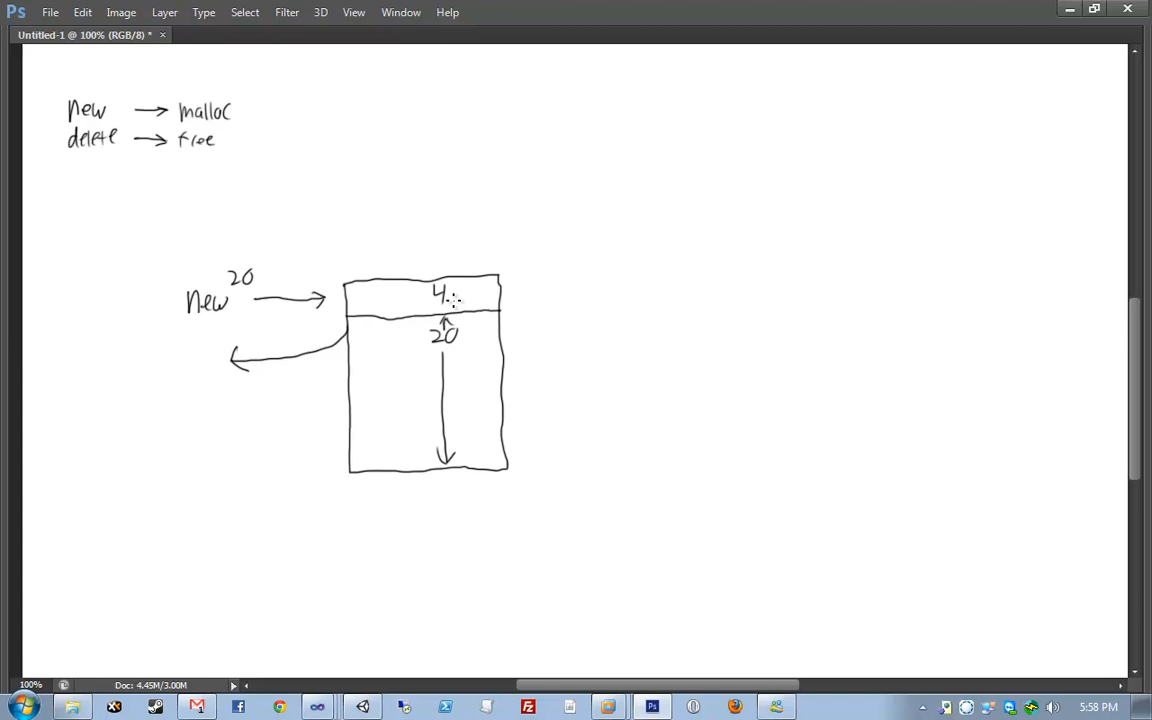 Ps File Edit Image Layer Type Select Filter 3D View Window Help
Untitled-1 @ 100% (RGB/8) *
new → malloc
delete → free
new 20
4
20
100% Doc: 4.45M/3.00M
5:58 PM